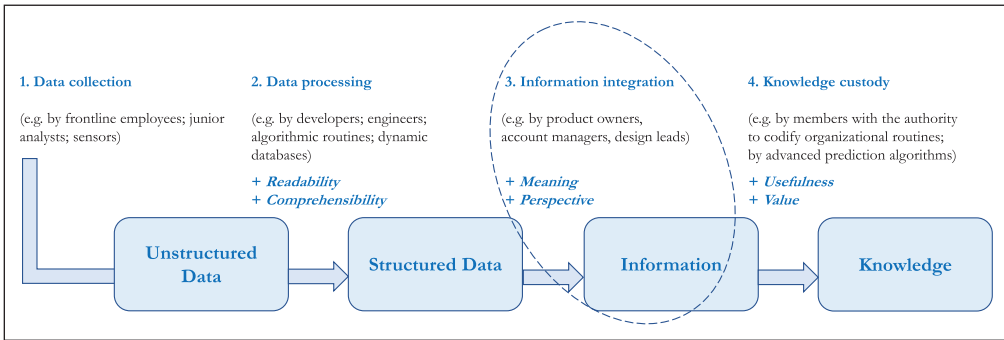 1. Data collection
(e.g. by frontline employees; junior
analysts; sensors)
2. Data processing
(e.g. by developers; engineers;
algorithmic routines; dynamic
databases)
+ Readability
+ Comprehensibility
3. Information integration
(e.g. by product owners,
account managers, design leads)
+ Meaning
+ Perspective
4. Knowledge custody
(e.g. by members with the authority
to codify organizational routines;
by advanced prediction algorithms)
+ Usefulness
+ Value
Unstructured
Data
Structured Data
Information
Knowledge